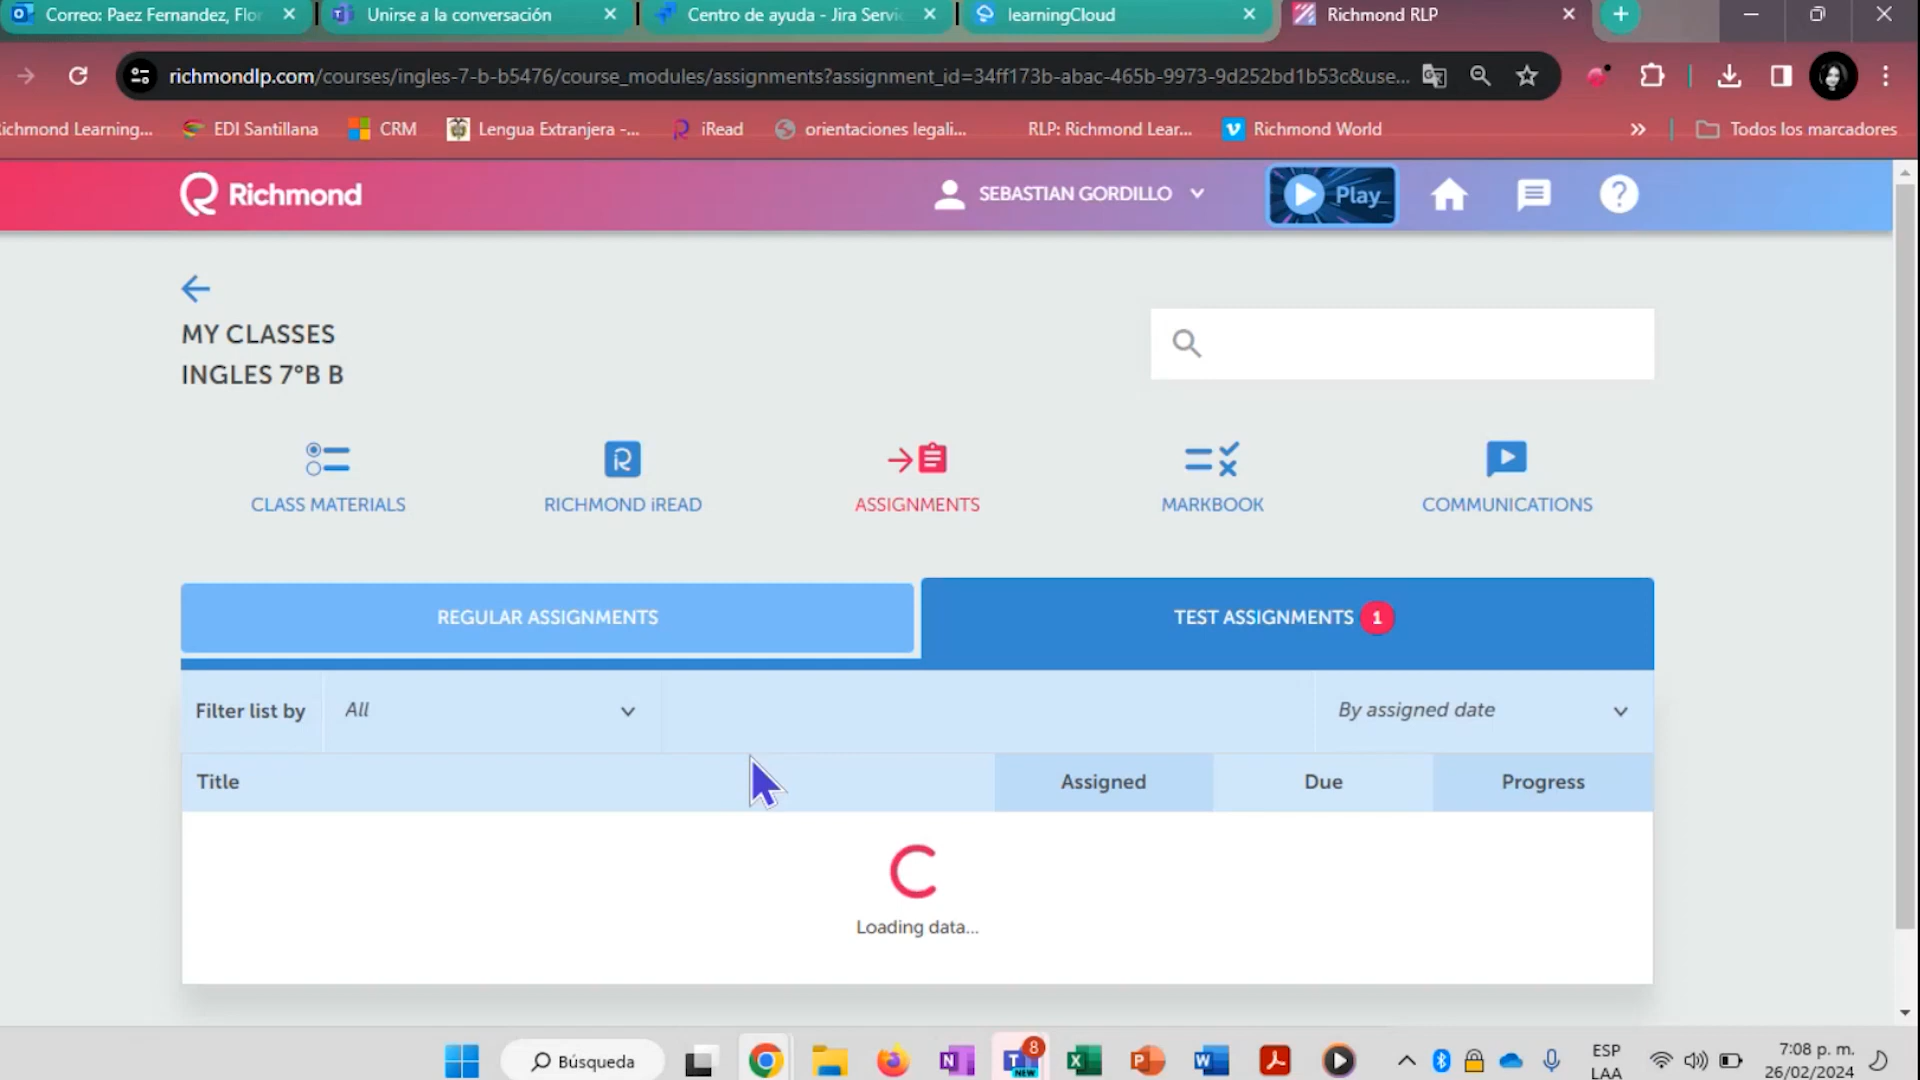 Correo: Paez Fernandez, Flor
Unirse a la conversación
Centro de ayuda - Jira Servi
learningCloud
Richmond RLP
richmondlp.com/courses/ingles-7-b-b5476/course_modules/assignments?assignment_id=34ff173b-abac-465b-9973-9d252bd1b53c&use...
ichmond Learning...
EDI Santillana
CRM
Lengua Extranjera -...
iRead
orientaciones legali...
RLP: Richmond Lear...
Richmond World
Todos los marcadores
Richmond
SEBASTIAN GORDILLO
Play_
MY CLASSES
INGLES 7°B B
CLASS MATERIALS
RICHMOND iREAD
ASSIGNMENTS
MARKBOOK
COMMUNICATIONS
REGULAR ASSIGNMENTS
TEST ASSIGNMENTS 1
Filter list by
All
By assigned date
Title
Assigned
Due
Progress
Loading data...
Búsqueda
8
NEW
ESP
LAA
7:08 p. m.
26/02/2024